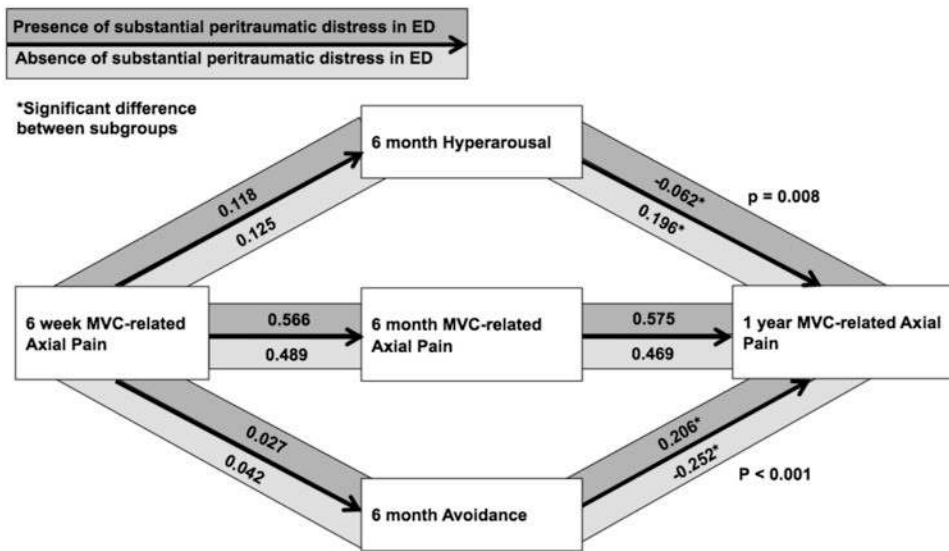 Presence of substantial peritraumatic distress in ED
Absence of substantial peritraumatic distress in ED
*Significant difference
between subgroups
6 month Hyperarousal
0.118
0.125
-0.062*
0.196*
p = 0.008
6 week MVC-related
Axial Pain
0.566
0.489
6 month MVC-related
Axial Pain
0.575
0.469
1 year MVC-related Axial
Pain
0.027
0.042
0.206*
-0.252*
P < 0.001
6 month Avoidance